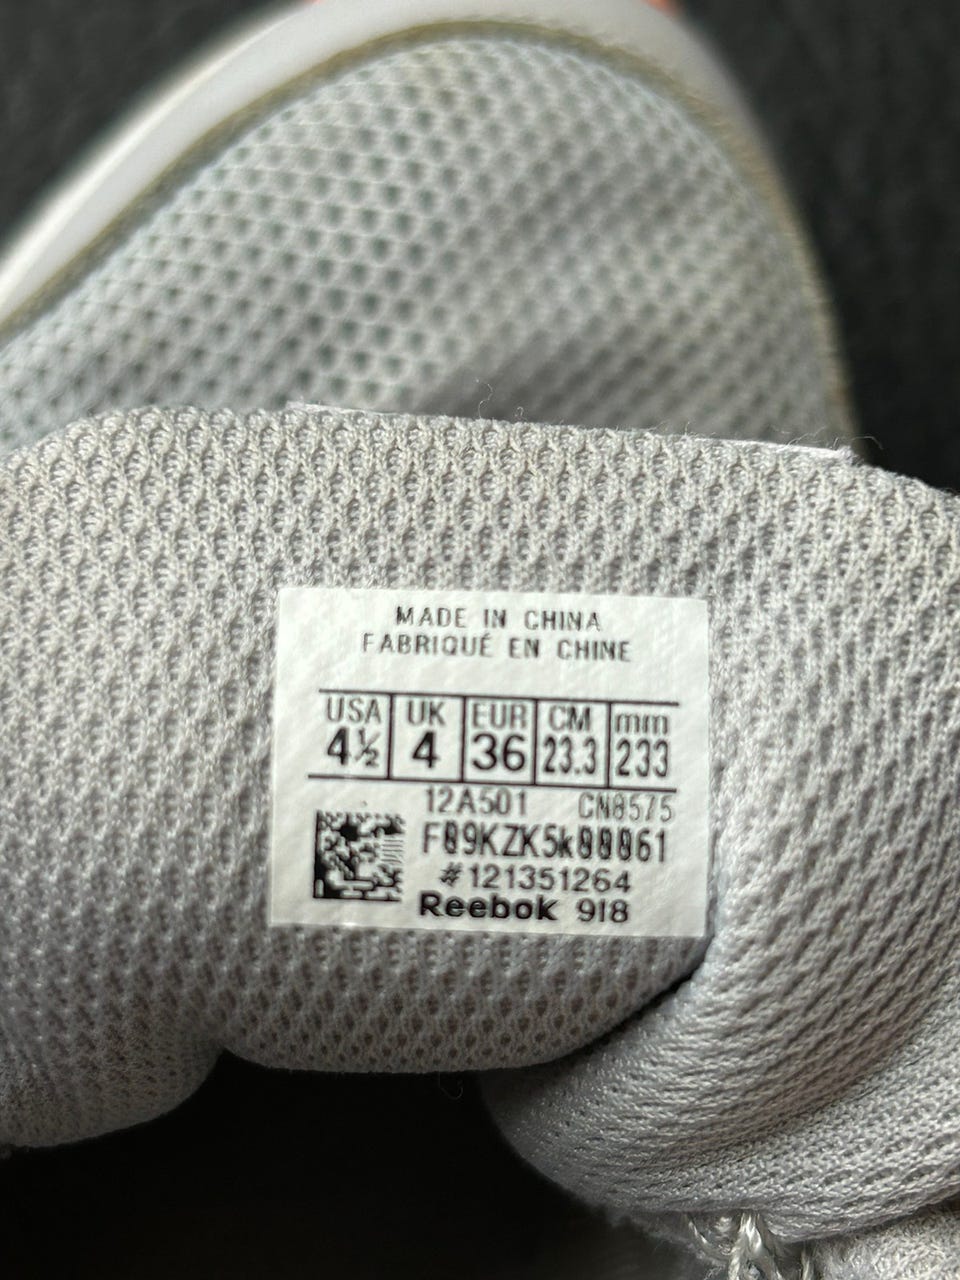 MADE IN CHINA
FABRIQUÉ EN CHINE
USA UK EUR CM mm
4½ 4 36 23.3 233
12A501 CN8575
F09KZK5k00061
#121351264
Reebok 918